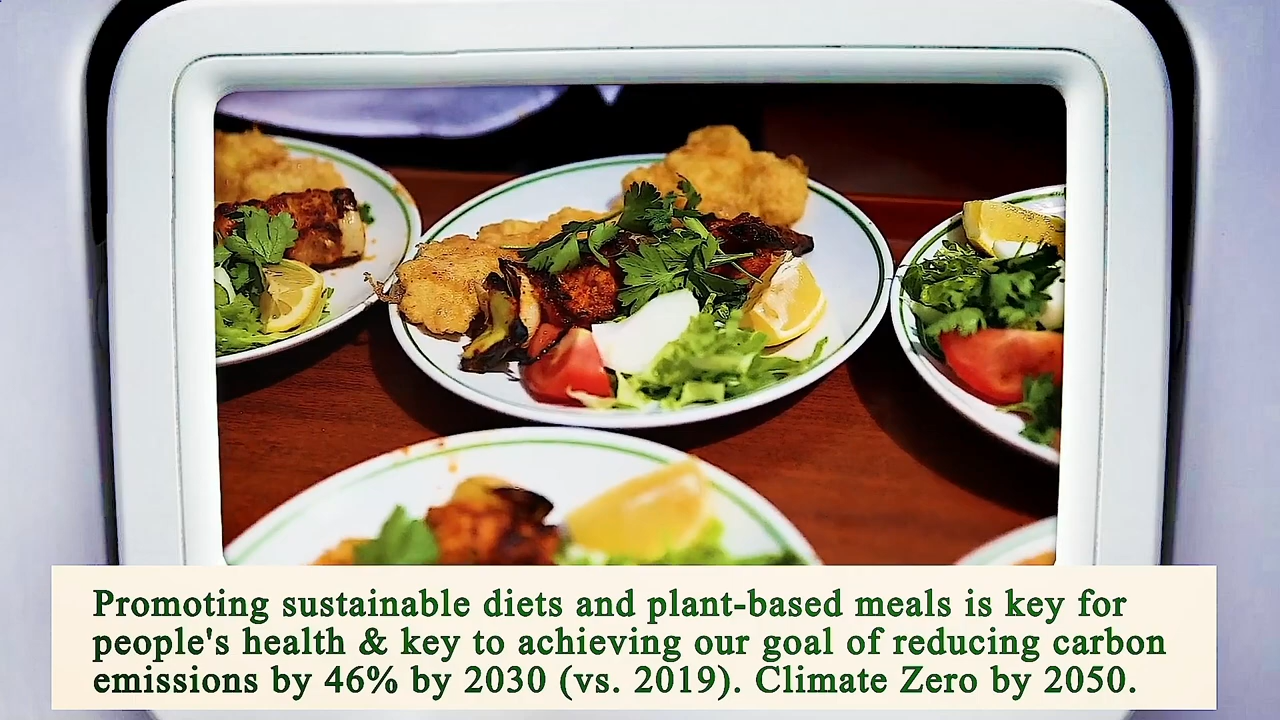 Promoting sustainable diets and plant-based meals is key for
people's health & key to achieving our goal of reducing carbon
emissions by 46% by 2030 (vs. 2019). Climate Zero by 2050.